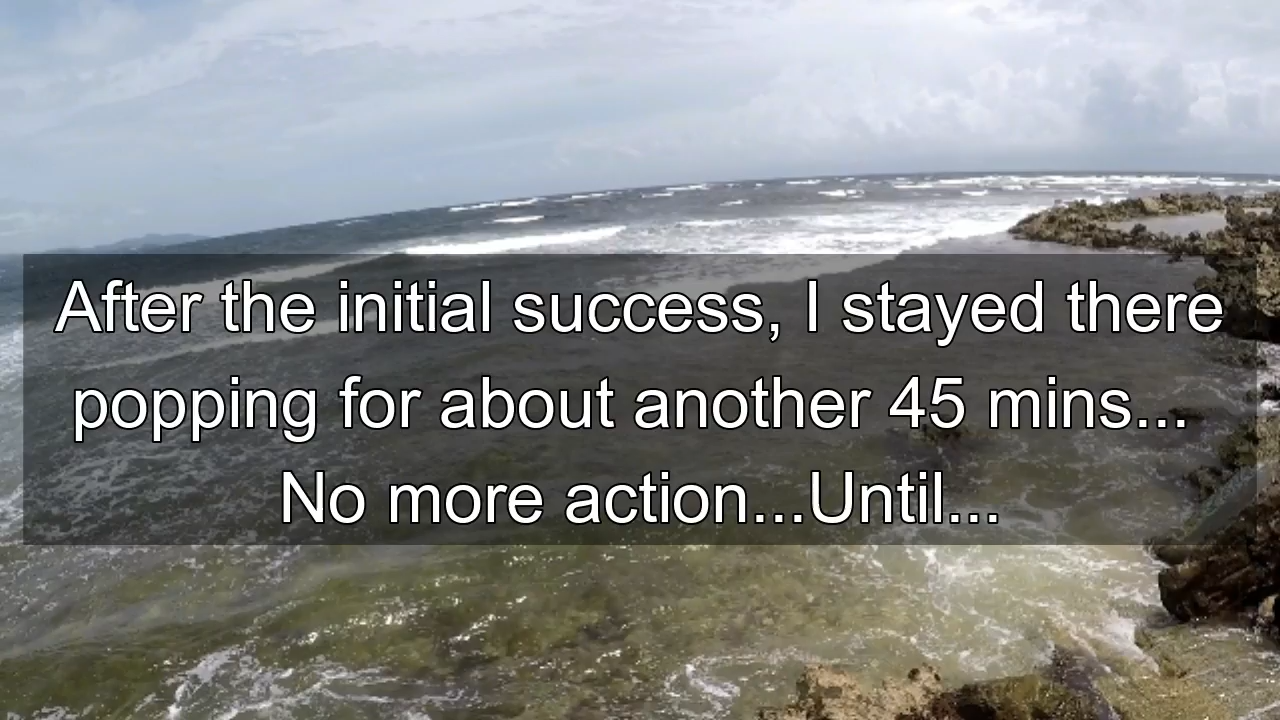 After the initial success, I stayed there
popping for about another 45 mins...
No more action...Until...